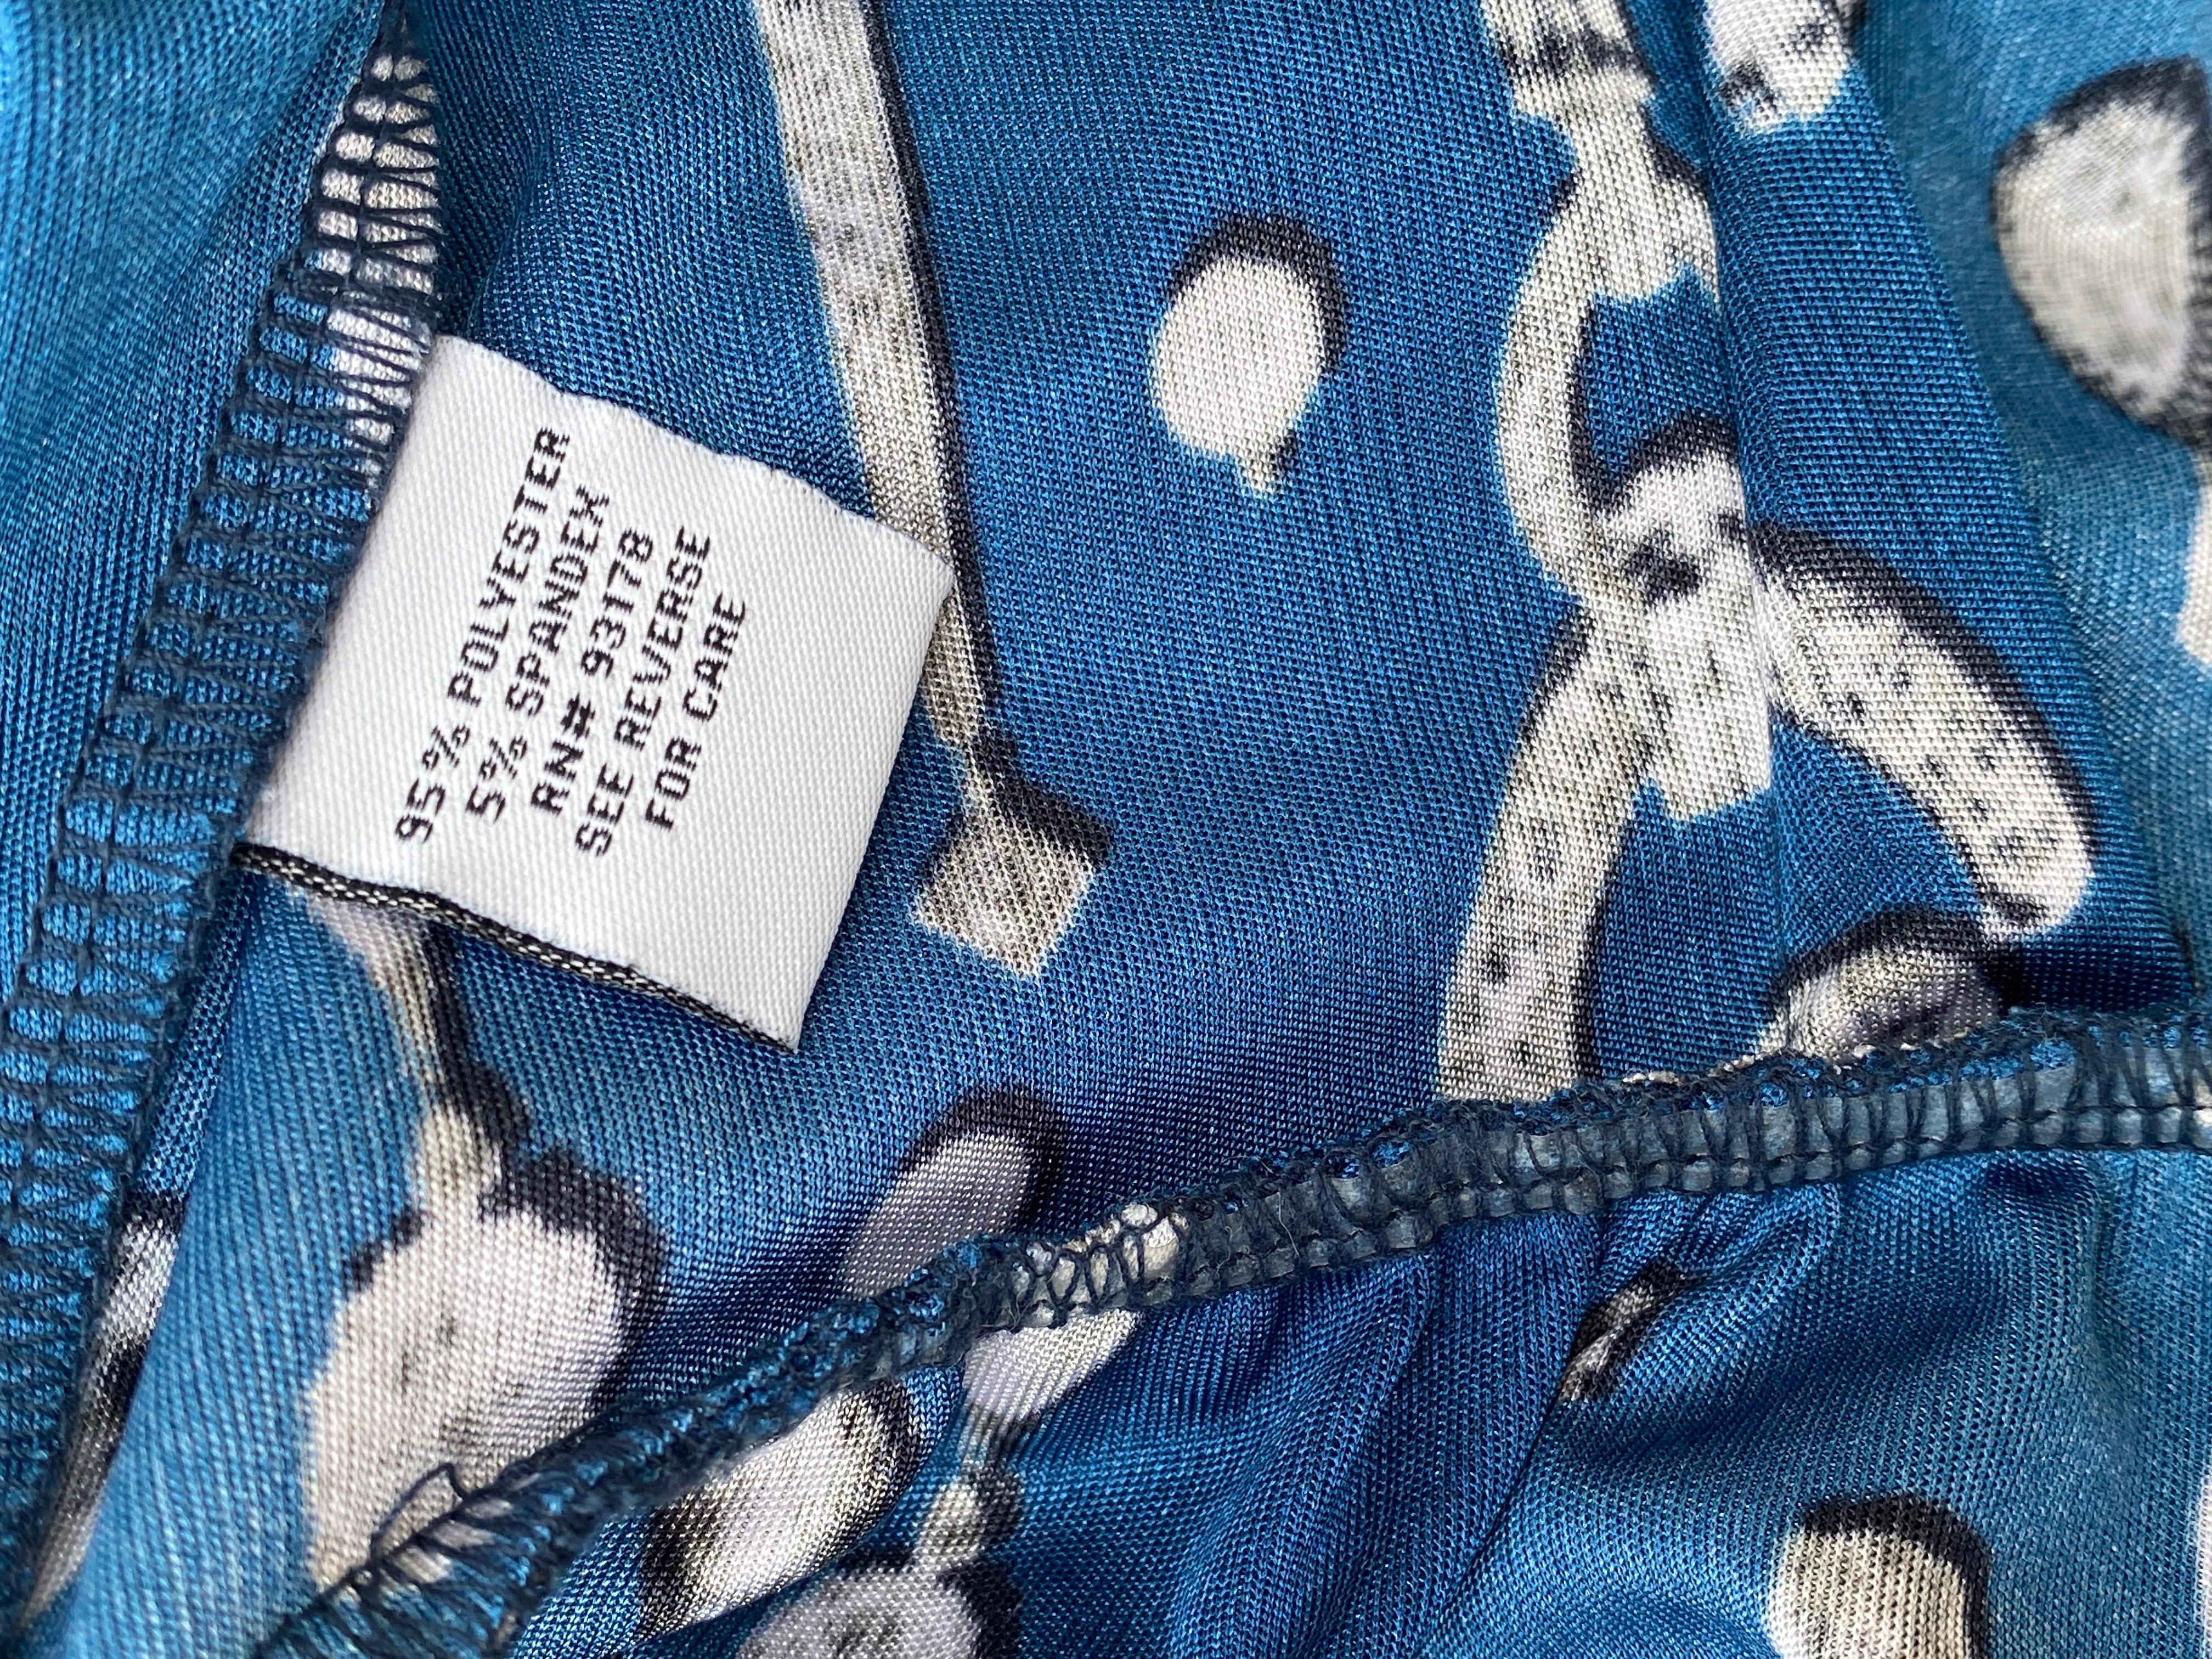 95% POLYESTER
5% SPANDEX
RN# 93178
SEE REVERSE
FOR CARE